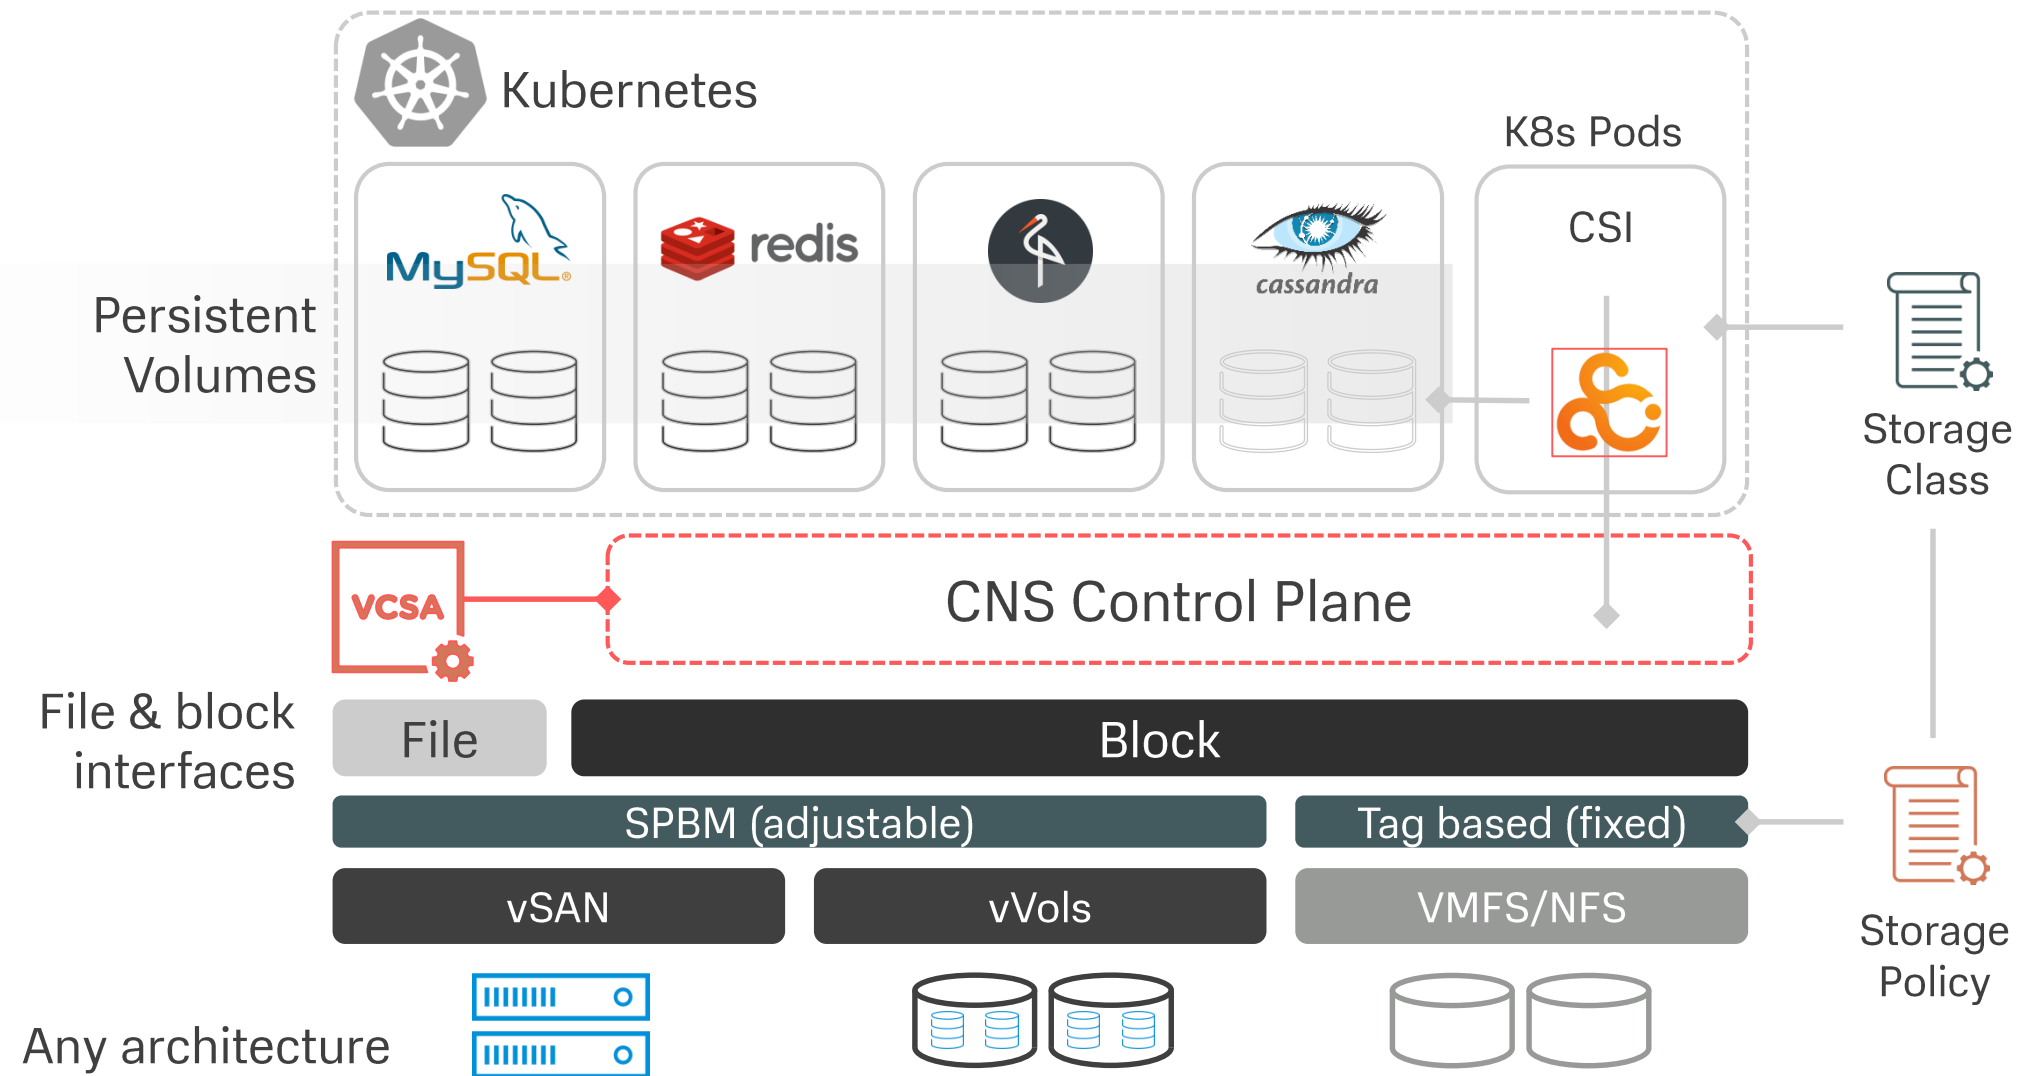 Kubernetes
K8s Pods
MySQL®
redis
cassandra
CSI
Persistent
Volumes
Storage
Class
VCSA
CNS Control Plane
File & block
interfaces
File
Block
SPBM (adjustable)
Tag based (fixed)
vSAN
vVols
VMFS/NFS
Storage
Policy
Any architecture